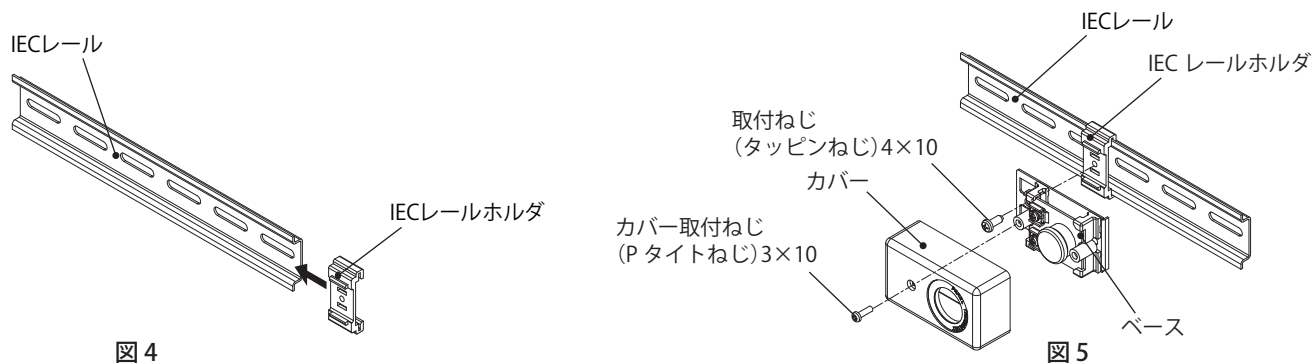 IECレール
IECレールホルダ
図 4
IECレール
IEC レールホルダ
取付ねじ
（タッピンねじ）4×10
カバー
カバー取付ねじ
（P タイトねじ）3×10
ベース
図 5